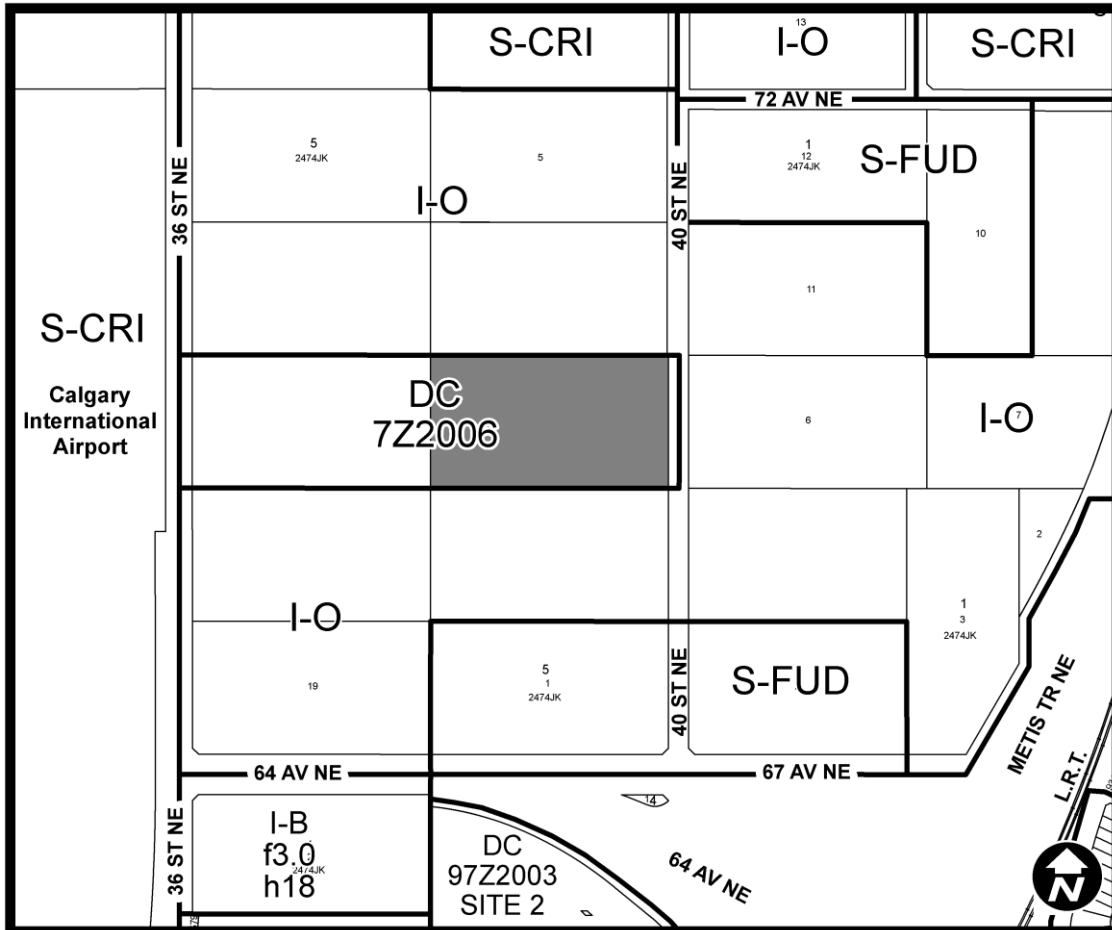 S-CRI
13
I-O
S-CRI
72 AV NE
5
2474JK
5
1
12
2474JK
S-FUD
I-O
36 ST NE
40 ST NE
10
11
S-CRI
Calgary
International
Airport
DC
7Z2006
6
I-O
7
2
I-O
1
3
2474JK
19
5
1
2474JK
40 ST NE
S-FUD
METIS TR NE
L.R.T.
64 AV NE
67 AV NE
36 ST NE
I-B
f3.0
2474JK
h18
14
DC
97Z2003
SITE 2
64 AV NE
N